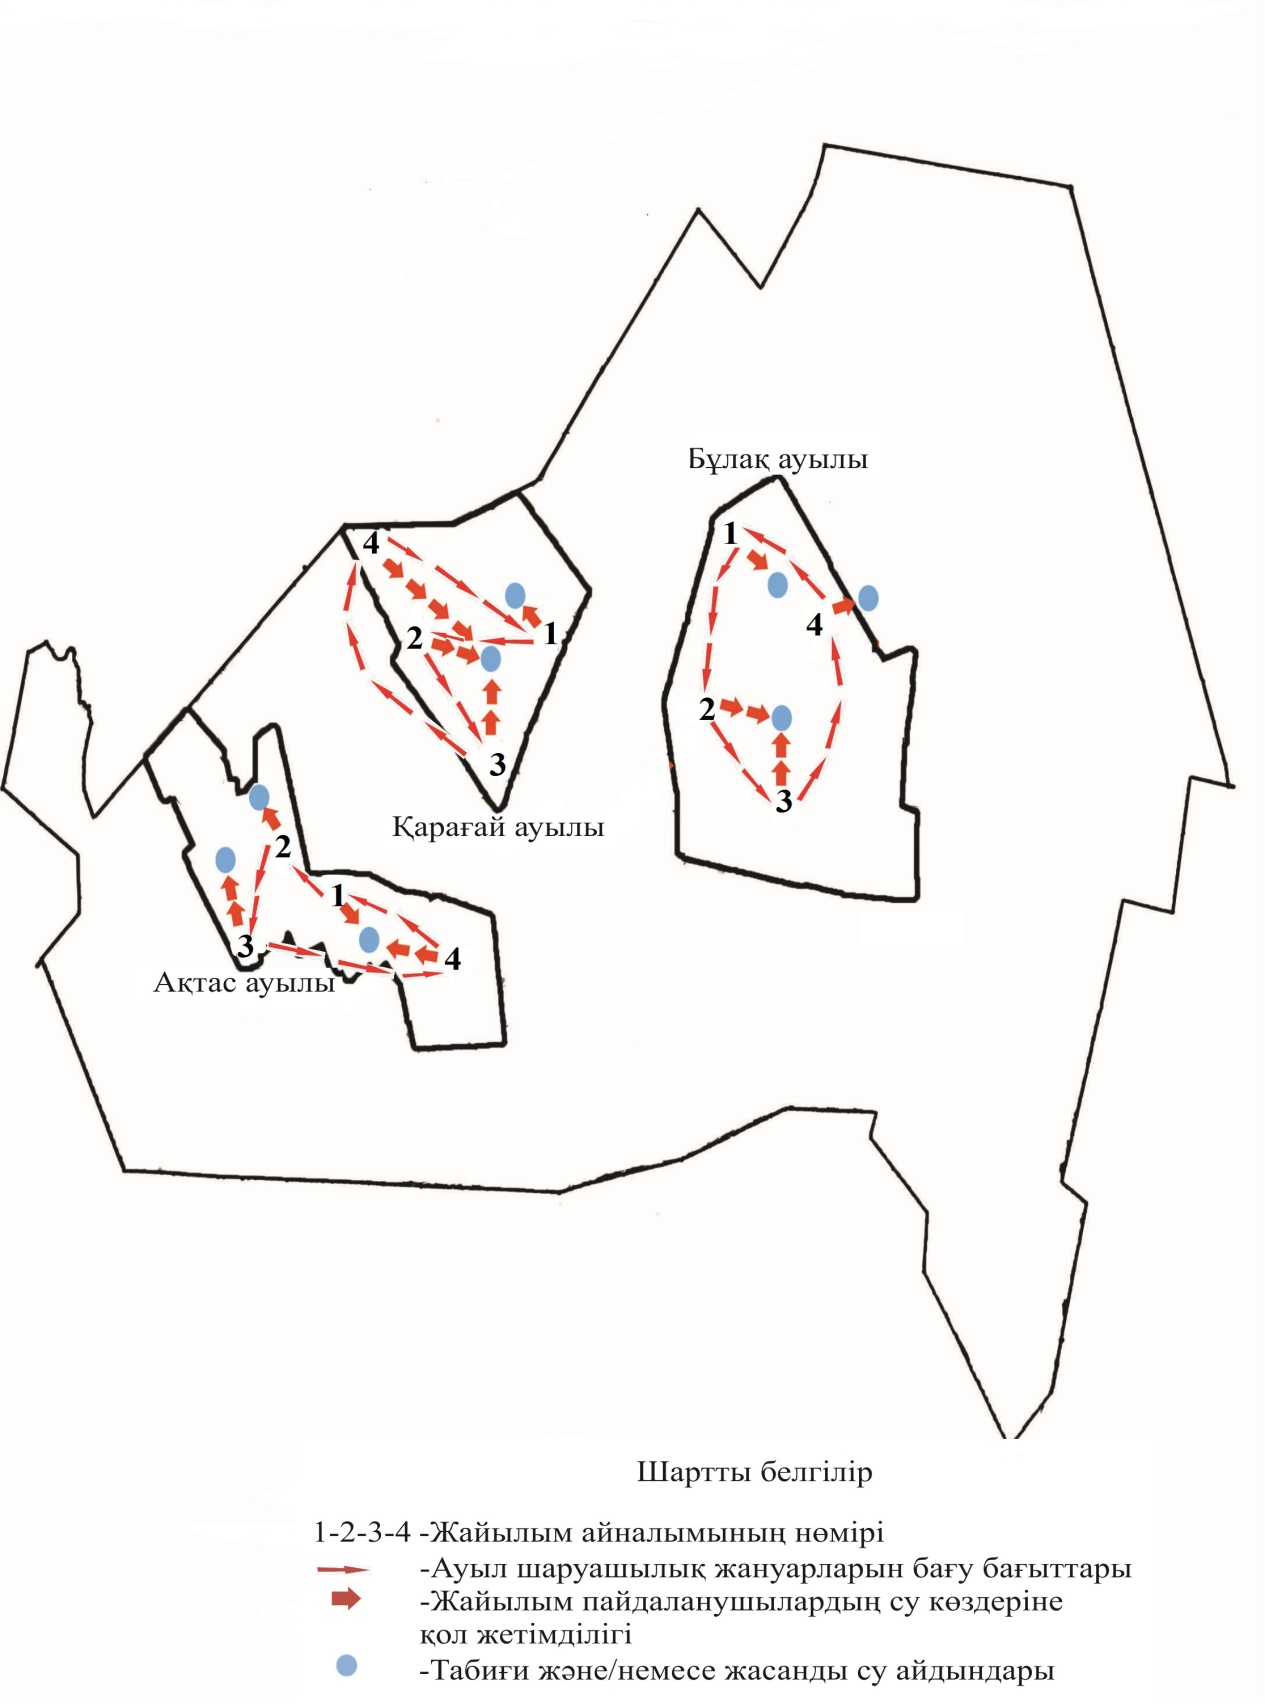 Бұлақ ауылы
1
4
4
2
1
2
3
3
Қарағай ауылы
2
1
3
4
Ақтас ауылы
Шартты белгілір
1-2-3-4 -Жайылым айналымының нөмірі
-Ауыл шаруашылық жануарларын бағу бағыттары
-Жайылым пайдаланушылардың су көздеріне
қол жетімділігі
-Табиғи және/немесе жасанды су айдындары